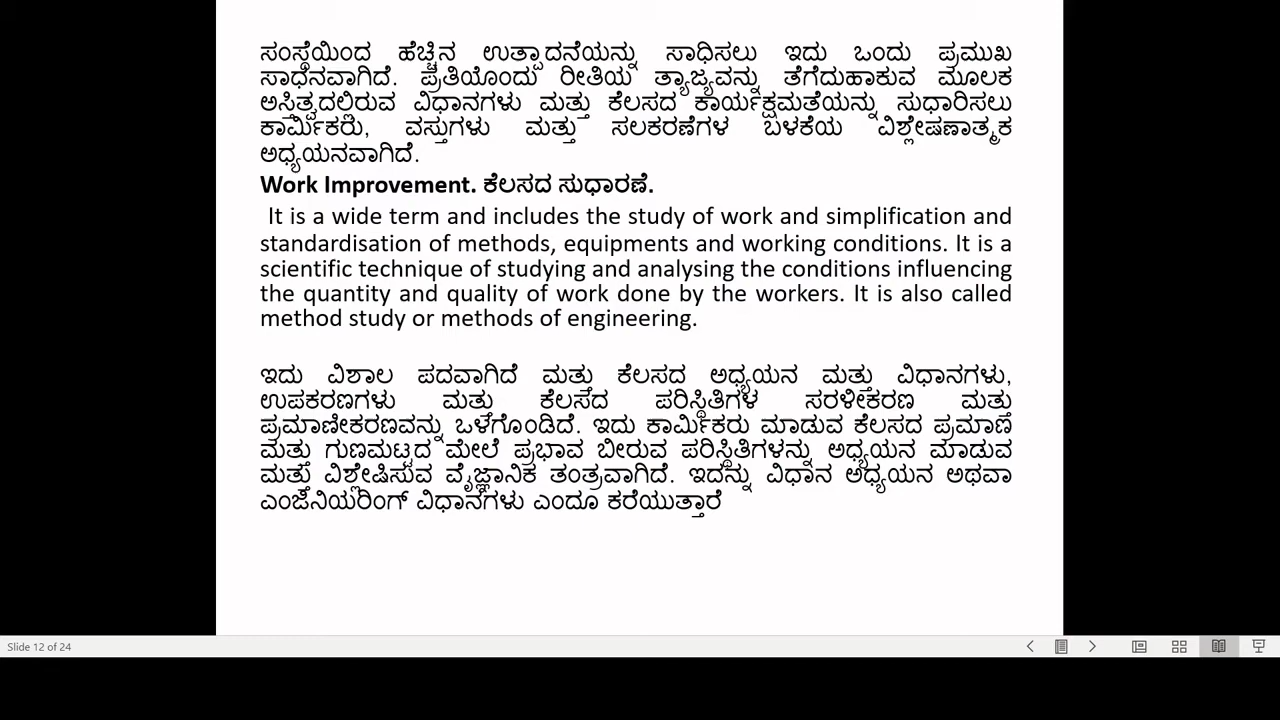 ಸಂಸ್ಥೆಯಿಂದ ಹೆಚ್ಚಿನ ಉತ್ಪಾದನೆಯನ್ನು ಸಾಧಿಸಲು ಇದು ಒಂದು ಪ್ರಮುಖ
ಸಾಧನವಾಗಿದೆ. ಪ್ರತಿಯೊಂದು ರೀತಿಯ ತ್ಯಾಜ್ಯವನ್ನು ತೆಗೆದುಹಾಕುವ ಮೂಲಕ
ಅಸ್ತಿತ್ವದಲ್ಲಿರುವ ವಿಧಾನಗಳು ಮತ್ತು ಕೆಲಸದ ಕಾರ್ಯಕ್ಷಮತೆಯನ್ನು ಸುಧಾರಿಸಲು
ಕಾರ್ಮಿಕರು, ವಸ್ತುಗಳು ಮತ್ತು ಸಲಕರಣೆಗಳ ಬಳಕೆಯ ವಿಶ್ಲೇಷಣಾತ್ಮಕ
ಅಧ್ಯಯನವಾಗಿದೆ.
Work Improvement. ಕೆಲಸದ ಸುಧಾರಣೆ.
It is a wide term and includes the study of work and simplification and
standardisation of methods, equipments and working conditions. It is a
scientific technique of studying and analysing the conditions influencing
the quantity and quality of work done by the workers. It is also called
method study or methods of engineering.
ಇದು ವಿಶಾಲ ಪದವಾಗಿದೆ ಮತ್ತು ಕೆಲಸದ ಅಧ್ಯಯನ ಮತ್ತು ವಿಧಾನಗಳು,
ಉಪಕರಣಗಳು ಮತ್ತು ಕೆಲಸದ ಪರಿಸ್ಥಿತಿಗಳ ಸರಳೀಕರಣ ಮತ್ತು
ಪ್ರಮಾಣೀಕರಣವನ್ನು ಒಳಗೊಂಡಿದೆ. ಇದು ಕಾರ್ಮಿಕರು ಮಾಡುವ ಕೆಲಸದ ಪ್ರಮಾಣ
ಮತ್ತು ಗುಣಮಟ್ಟದ ಮೇಲೆ ಪ್ರಭಾವ ಬೀರುವ ಪರಿಸ್ಥಿತಿಗಳನ್ನು ಅಧ್ಯಯನ ಮಾಡುವ
ಮತ್ತು ವಿಶ್ಲೇಷಿಸುವ ವೈಜ್ಞಾನಿಕ ತಂತ್ರವಾಗಿದೆ. ಇದನ್ನು ವಿಧಾನ ಅಧ್ಯಯನ ಅಥವಾ
ಎಂಜಿನಿಯರಿಂಗ್ ವಿಧಾನಗಳು ಎಂದೂ ಕರೆಯುತ್ತಾರೆ
Slide 12 of 24